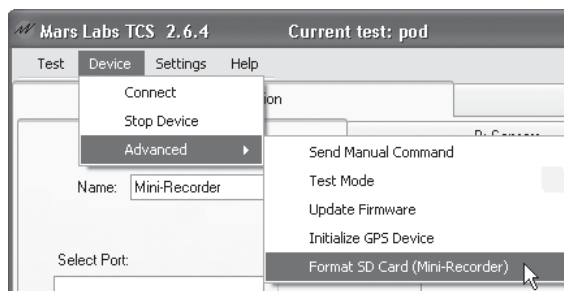 Mars Labs TCS 2.6.4 Current test: pod
Test Device Settings Help
Connect
Stop Device
Advanced
Name: Mini-Recorder
Select Port:
Send Manual Command
Test Mode
Update Firmware
Initialize GPS Device
Format SD Card (Mini-Recorder)